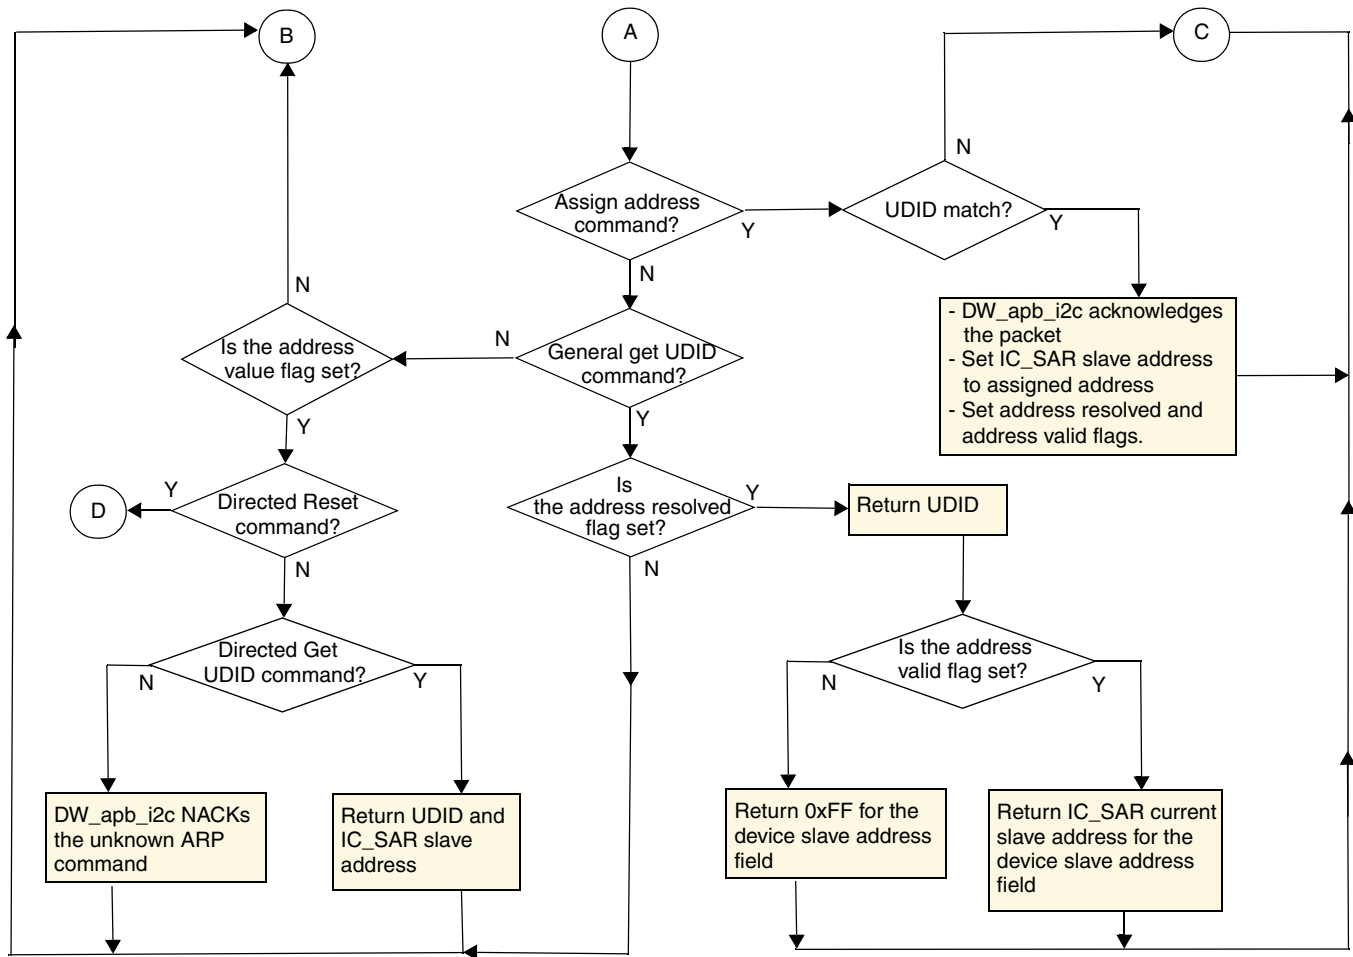 B
A
C
N
Assign address
command?
Y
UDID match?
Y
N
N
- DW_apb_i2c acknowledges
the packet
- Set IC_SAR slave address
to assigned address
- Set address resolved and
address valid flags.
Is the address
value flag set?
N
General get UDID
command?
Y
Y
D
Y
Directed Reset
command?
Is
the address resolved
flag set?
Y
Return UDID
N
N
Directed Get
UDID command?
N
Y
Is the address
valid flag set?
N
Y
DW_apb_i2c NACKs
the unknown ARP
command
Return UDID and
IC_SAR slave
address
Return 0xFF for the
device slave address
field
Return IC_SAR current
slave address for the
device slave address
field